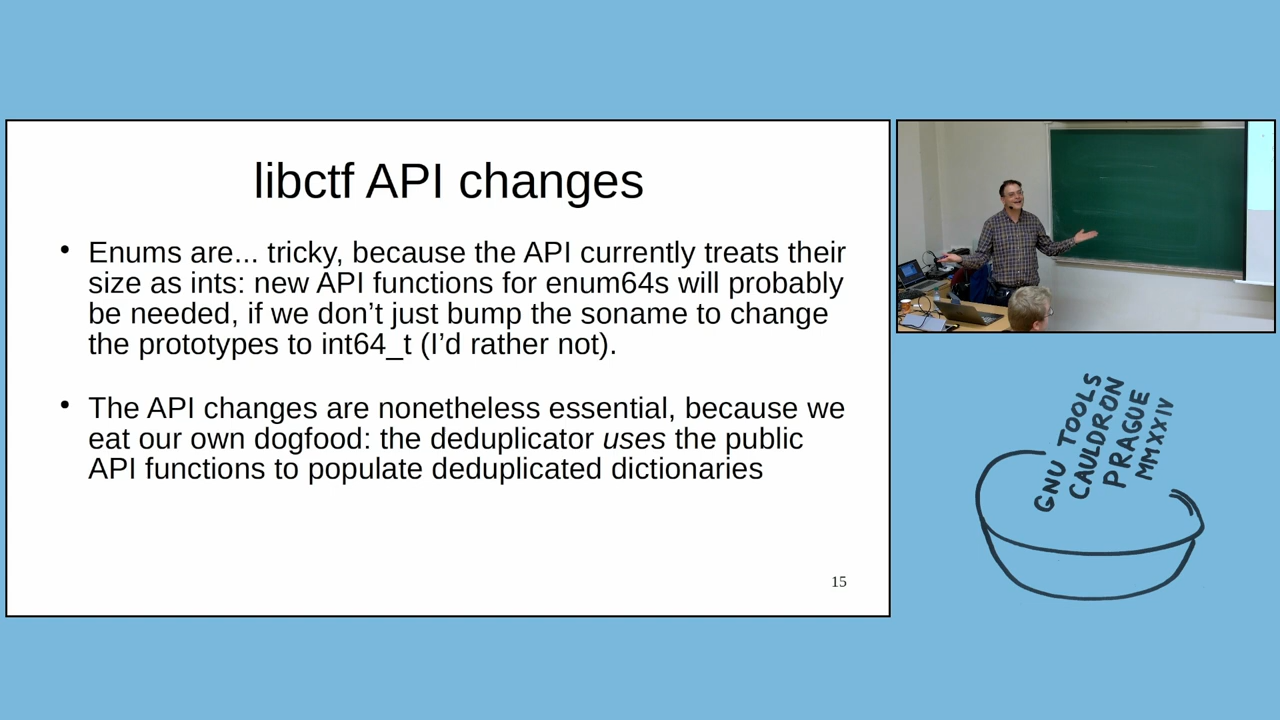 libctf API changes
• Enums are... tricky, because the API currently treats their
size as ints: new API functions for enum64s will probably
be needed, if we don’t just bump the soname to change
the prototypes to int64_t (I’d rather not).
• The API changes are nonetheless essential, because we
eat our own dogfood: the deduplicator uses the public
API functions to populate deduplicated dictionaries
15
GNU TOOLS
CAULDRON
PRAGUE
MMXXIV